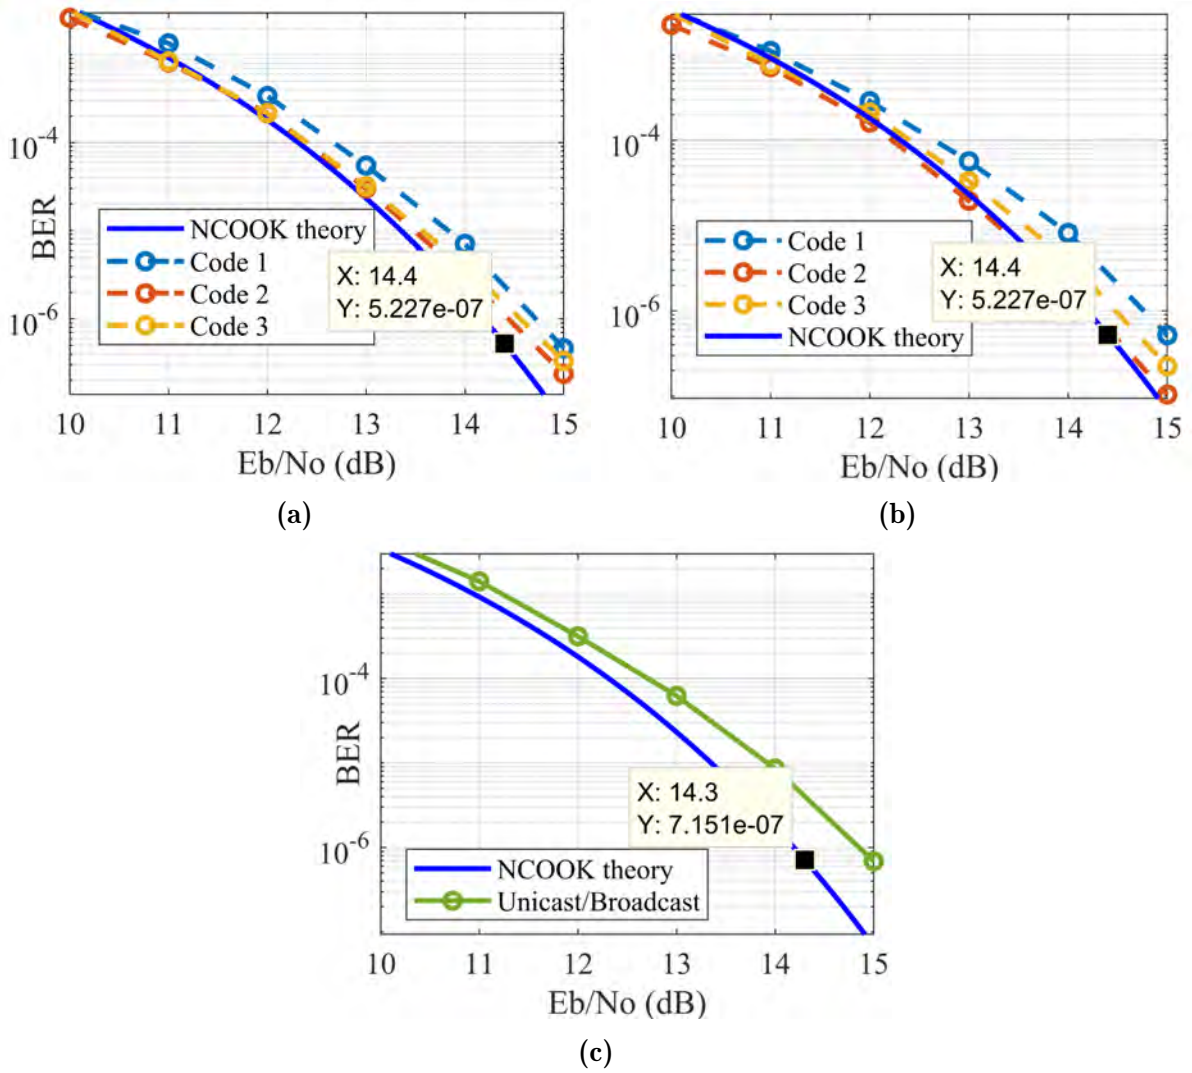 10^-4
10^-6
BER
NCOOK theory
Code 1
Code 2
Code 3
X: 14.4
Y: 5.227e-07
10 11 12 13 14 15
Eb/No (dB)
(a)
10^-4
10^-6
Code 1
Code 2
Code 3
NCOOK theory
X: 14.4
Y: 5.227e-07
10 11 12 13 14 15
Eb/No (dB)
(b)
10^-4
10^-6
BER
X: 14.3
Y: 7.151e-07
NCOOK theory
Unicast/Broadcast
10 11 12 13 14 15
Eb/No (dB)
(c)